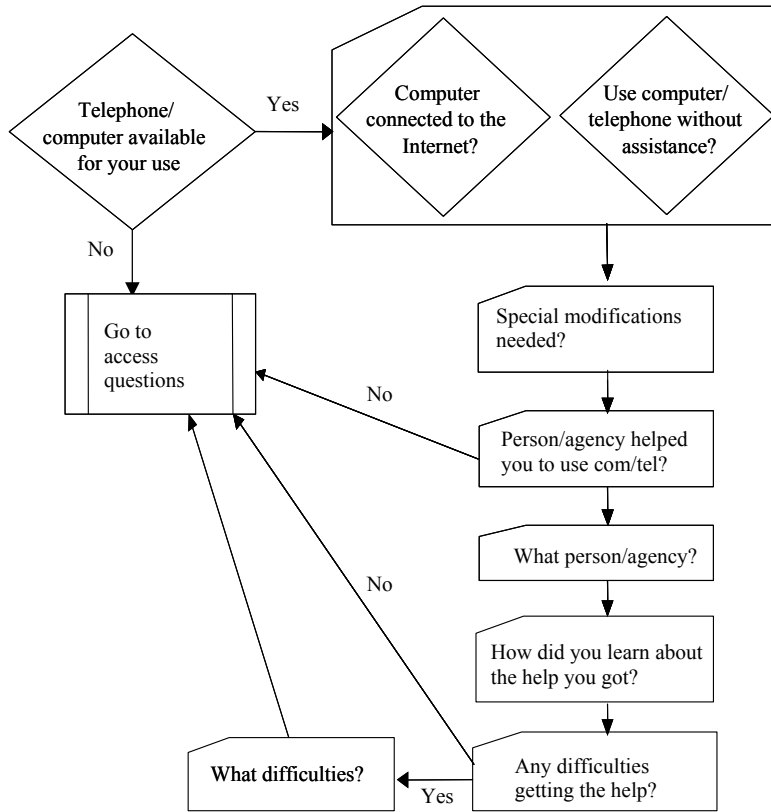 Telephone/
computer available
for your use
Yes
Computer
connected to the
Internet?
Use computer/
telephone without
assistance?
No
Go to
access
questions
Special modifications
needed?
No
Person/agency helped
you to use com/tel?
What person/agency?
No
How did you learn about
the help you got?
What difficulties?
Yes
Any difficulties
getting the help?